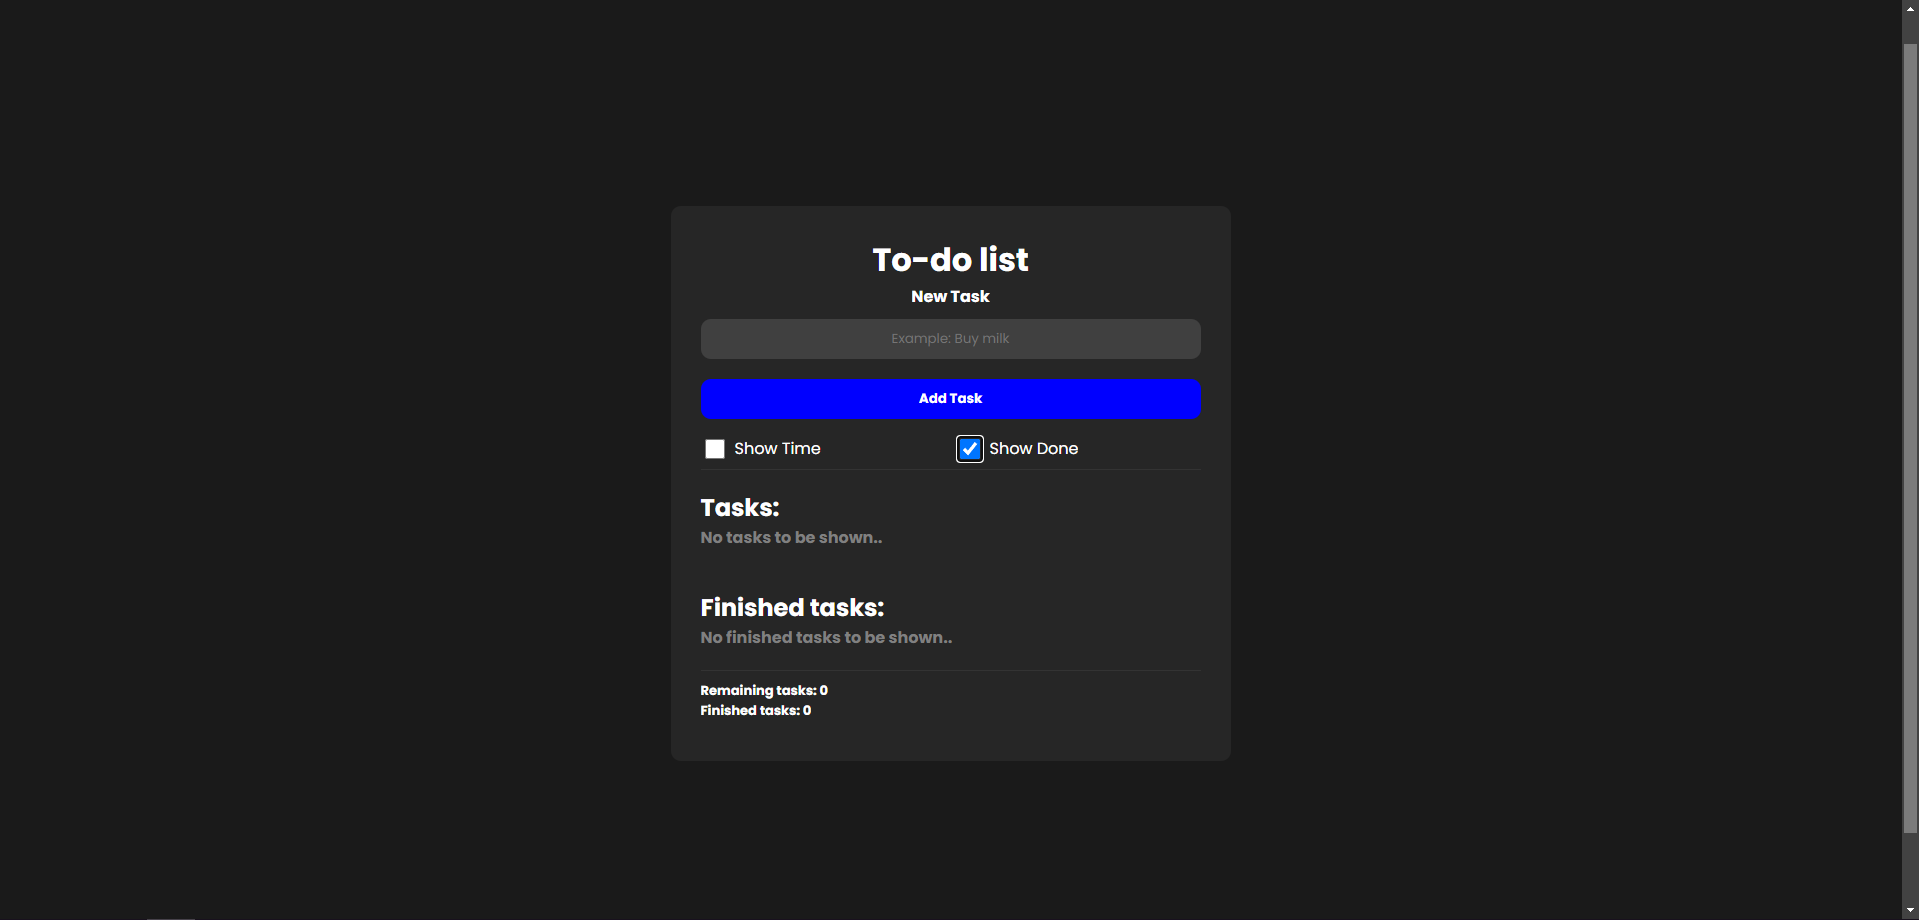 To-do list
New Task
Example: Buy milk
Add Task
Show Time Show Done
Tasks:
No tasks to be shown..
Finished tasks:
No finished tasks to be shown..
Remaining tasks: 0
Finished tasks: 0